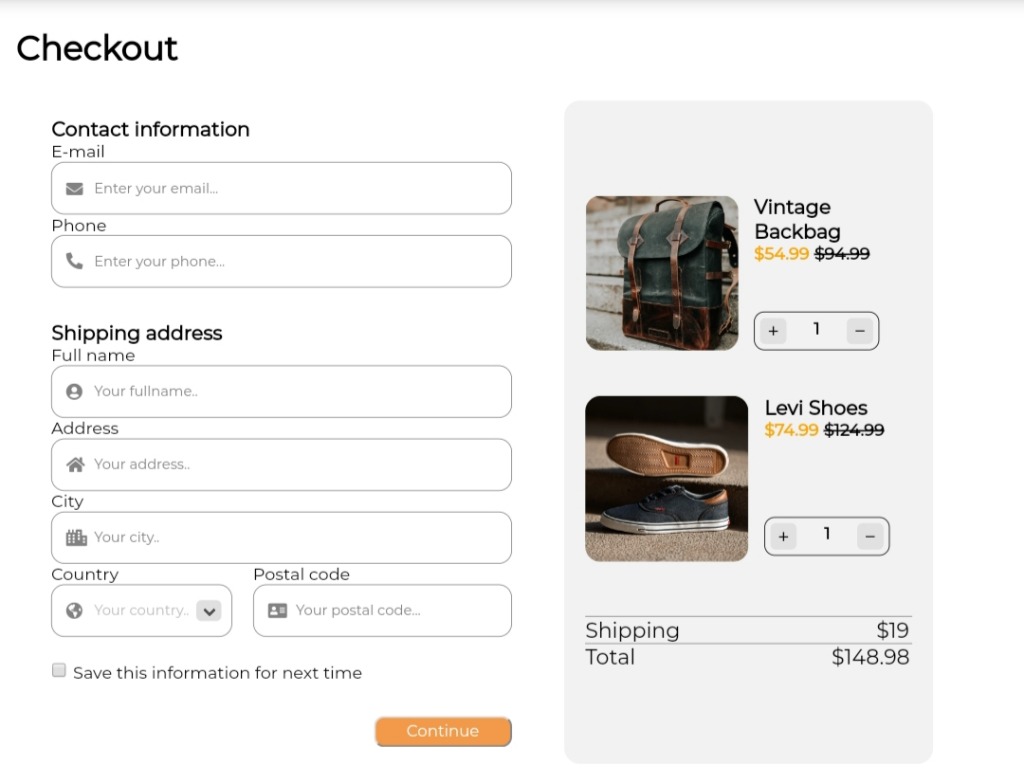 Checkout
Contact information
E-mail
Enter your email...
Phone
Enter your phone...
Shipping address
Full name
Your fullname..
Address
Your address..
City
Your city..
Country
Your country..
Postal code
Your postal code...
Save this information for next time
Continue
Vintage
Backbag
$54.99 $94.99
+ 1 −
Levi Shoes
$74.99 $124.99
+ 1 −
Shipping $19
Total $148.98